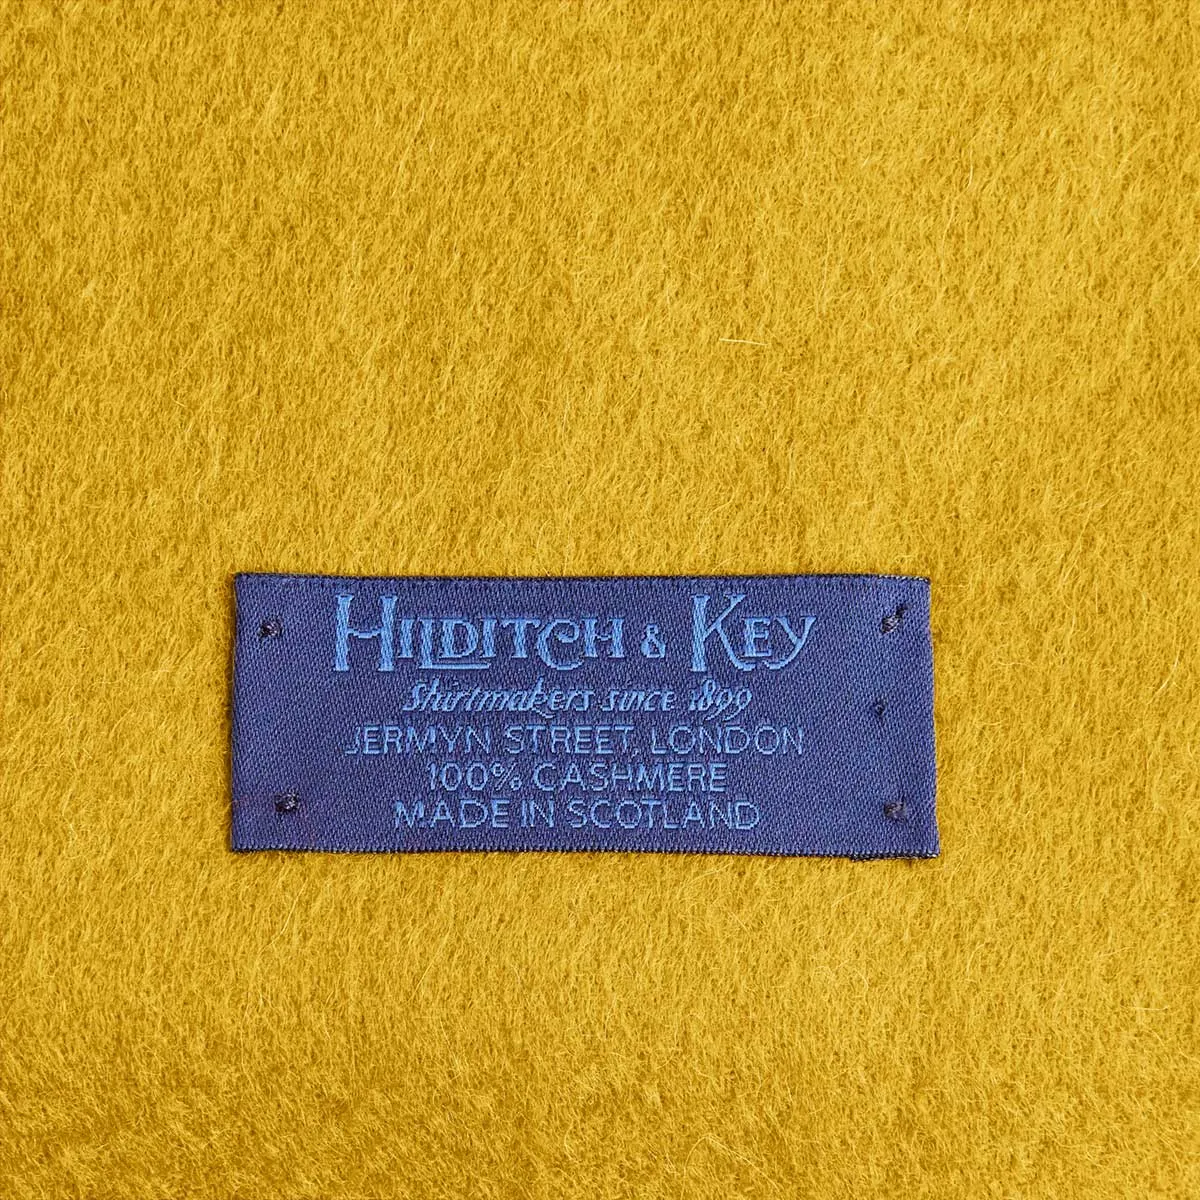 HILDITCH & KEY
Shirtmakers since 1899
JERMYN STREET, LONDON
100% CASHMERE
MADE IN SCOTLAND